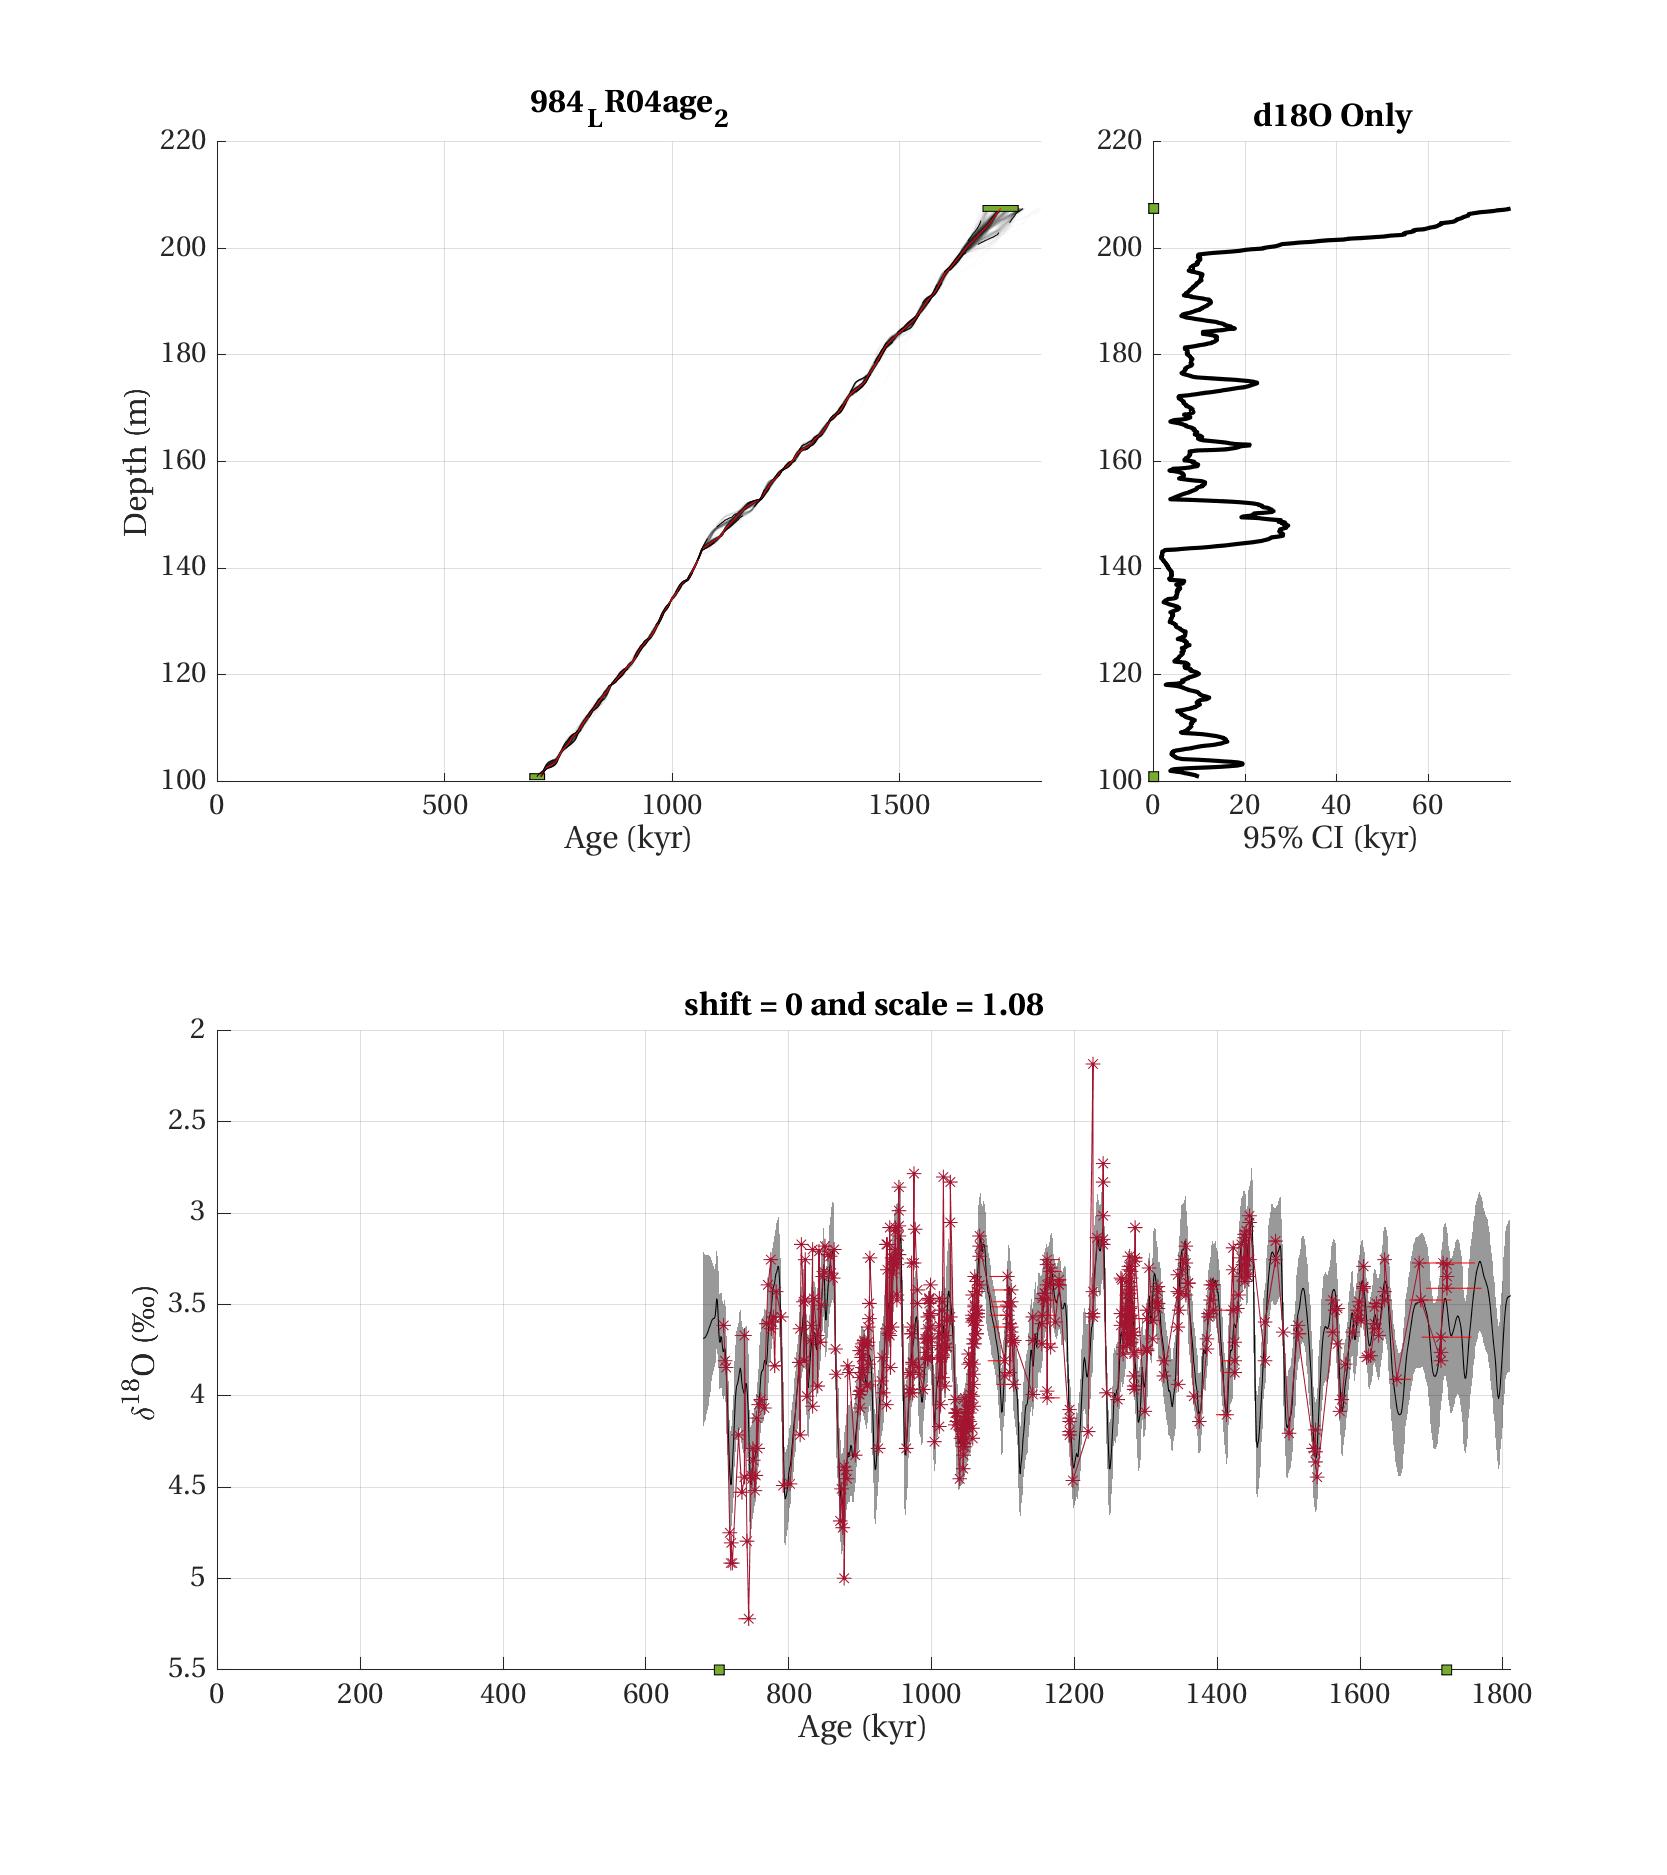 984_LR04age_2
220
200
180
160
140
120
100
0 500 1000 1500
Depth (m)
Age (kyr)
d18O Only
220
200
180
160
140
120
100
0 20 40 60
95% CI (kyr)
shift = 0 and scale = 1.08
2
2.5
3
3.5
4
4.5
5
5.5
0 200 400 600 800 1000 1200 1400 1600 1800
δ18O (‰)
Age (kyr)